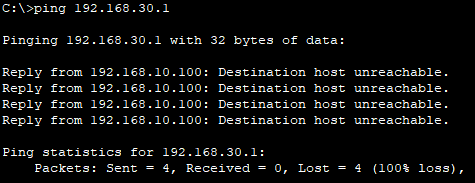 C:\>ping 192.168.30.1
Pinging 192.168.30.1 with 32 bytes of data:
Reply from 192.168.10.100: Destination host unreachable.
Reply from 192.168.10.100: Destination host unreachable.
Reply from 192.168.10.100: Destination host unreachable.
Reply from 192.168.10.100: Destination host unreachable.
Ping statistics for 192.168.30.1:
    Packets: Sent = 4, Received = 0, Lost = 4 (100% loss),